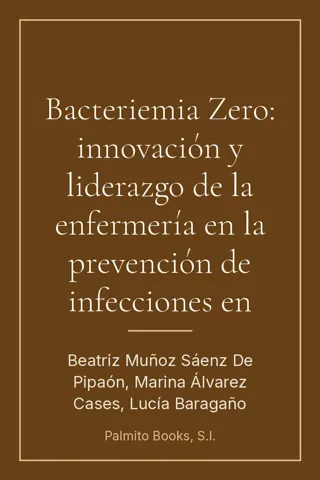 Bacteriemia Zero:
innovación y
liderazgo de la
enfermería en la
prevención de
infecciones en
Beatriz Muñoz Sáenz De
Pipaón, Marina Álvarez
Cases, Lucía Baragaño
Palmito Books, S.l.